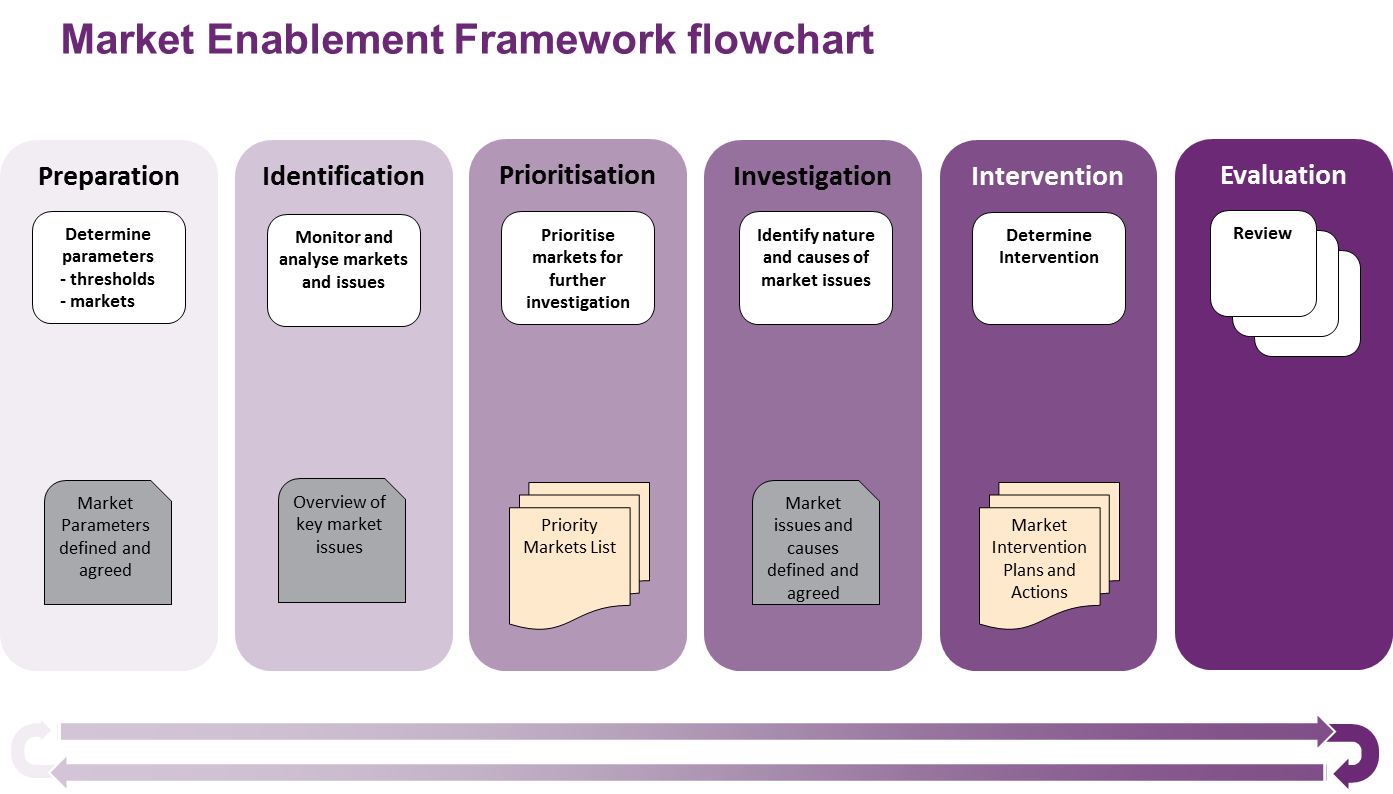 Market Enablement Framework flowchart
Preparation
Determine
parameters
- thresholds
- markets
Market
Parameters
defined and
agreed
Identification
Monitor and
analyse markets
and issues
Overview of
key market
issues
Prioritisation
Prioritise
markets for
further
investigation
Priority
Markets List
Investigation
Identify nature
and causes of
market issues
Market
issues and
causes
defined and
agreed
Intervention
Determine
Intervention
Market
Intervention
Plans and
Actions
Evaluation
Review